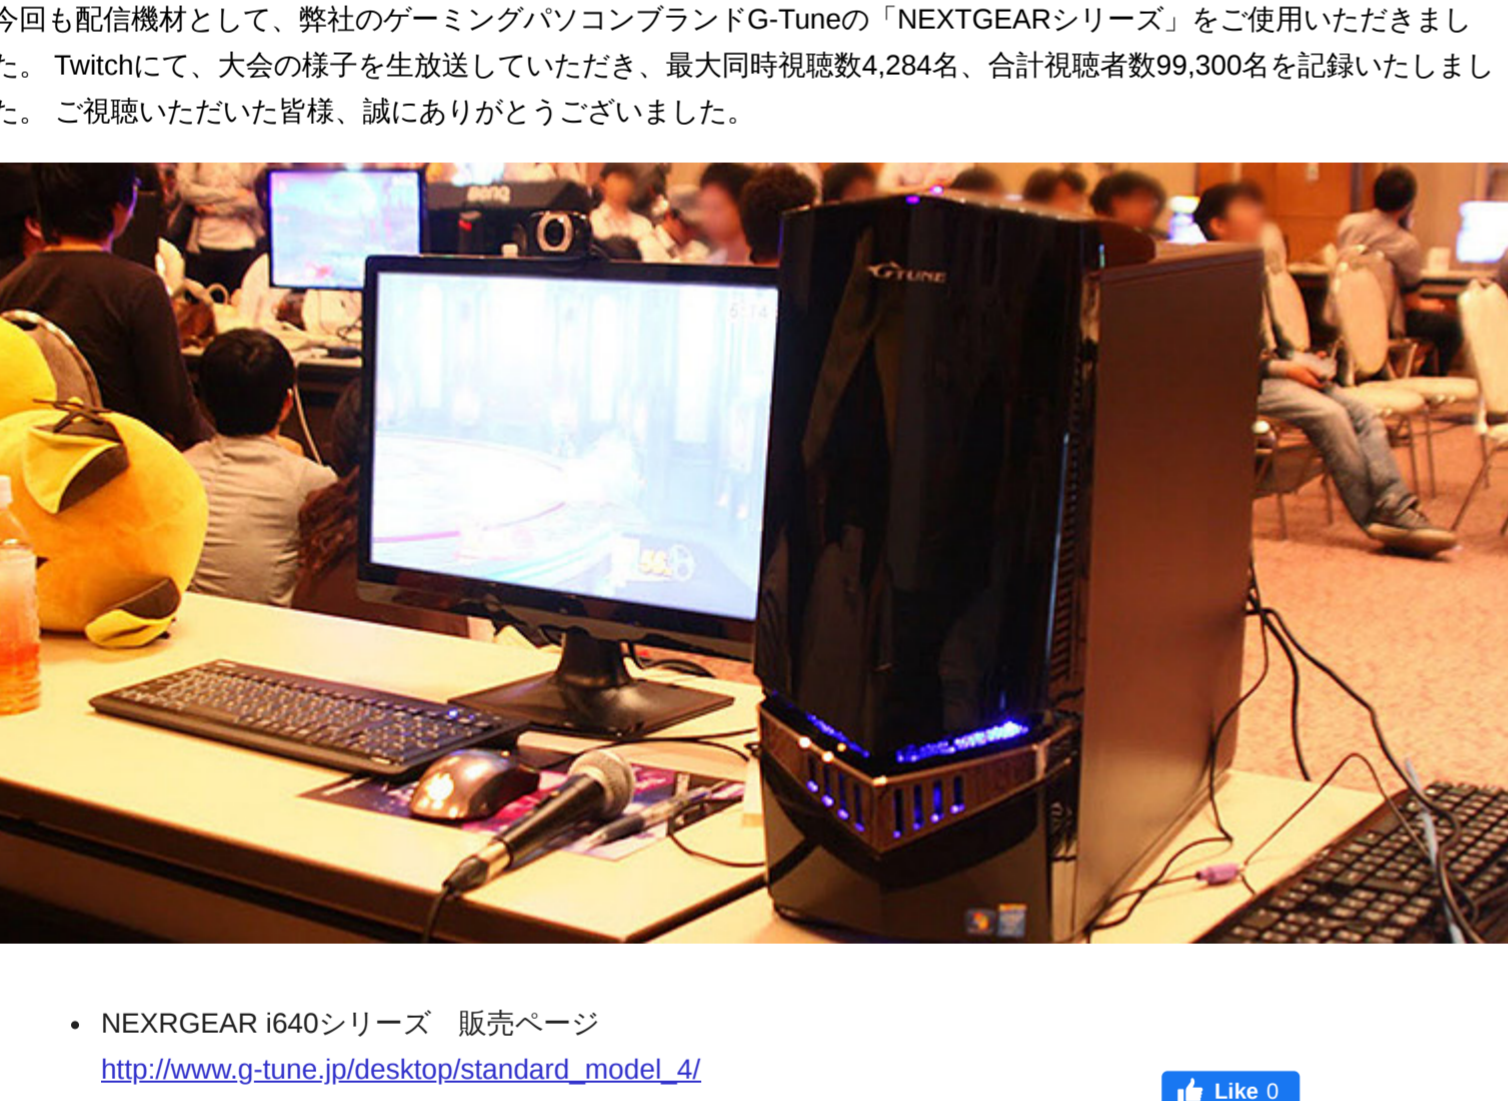 今回も配信機材として、弊社のゲーミングパソコンブランドG-Tuneの「NEXTGEARシリーズ」をご使用いただきまし
た。 Twitchにて、大会の様子を生放送していただき、最大同時視聴数4,284名、合計視聴者数99,300名を記録いたしまし
た。 ご視聴いただいた皆様、誠にありがとうございました。
BenQ
G TUNE
NEXRGEAR i640シリーズ　販売ページ
http://www.g-tune.jp/desktop/standard_model_4/
Like 0